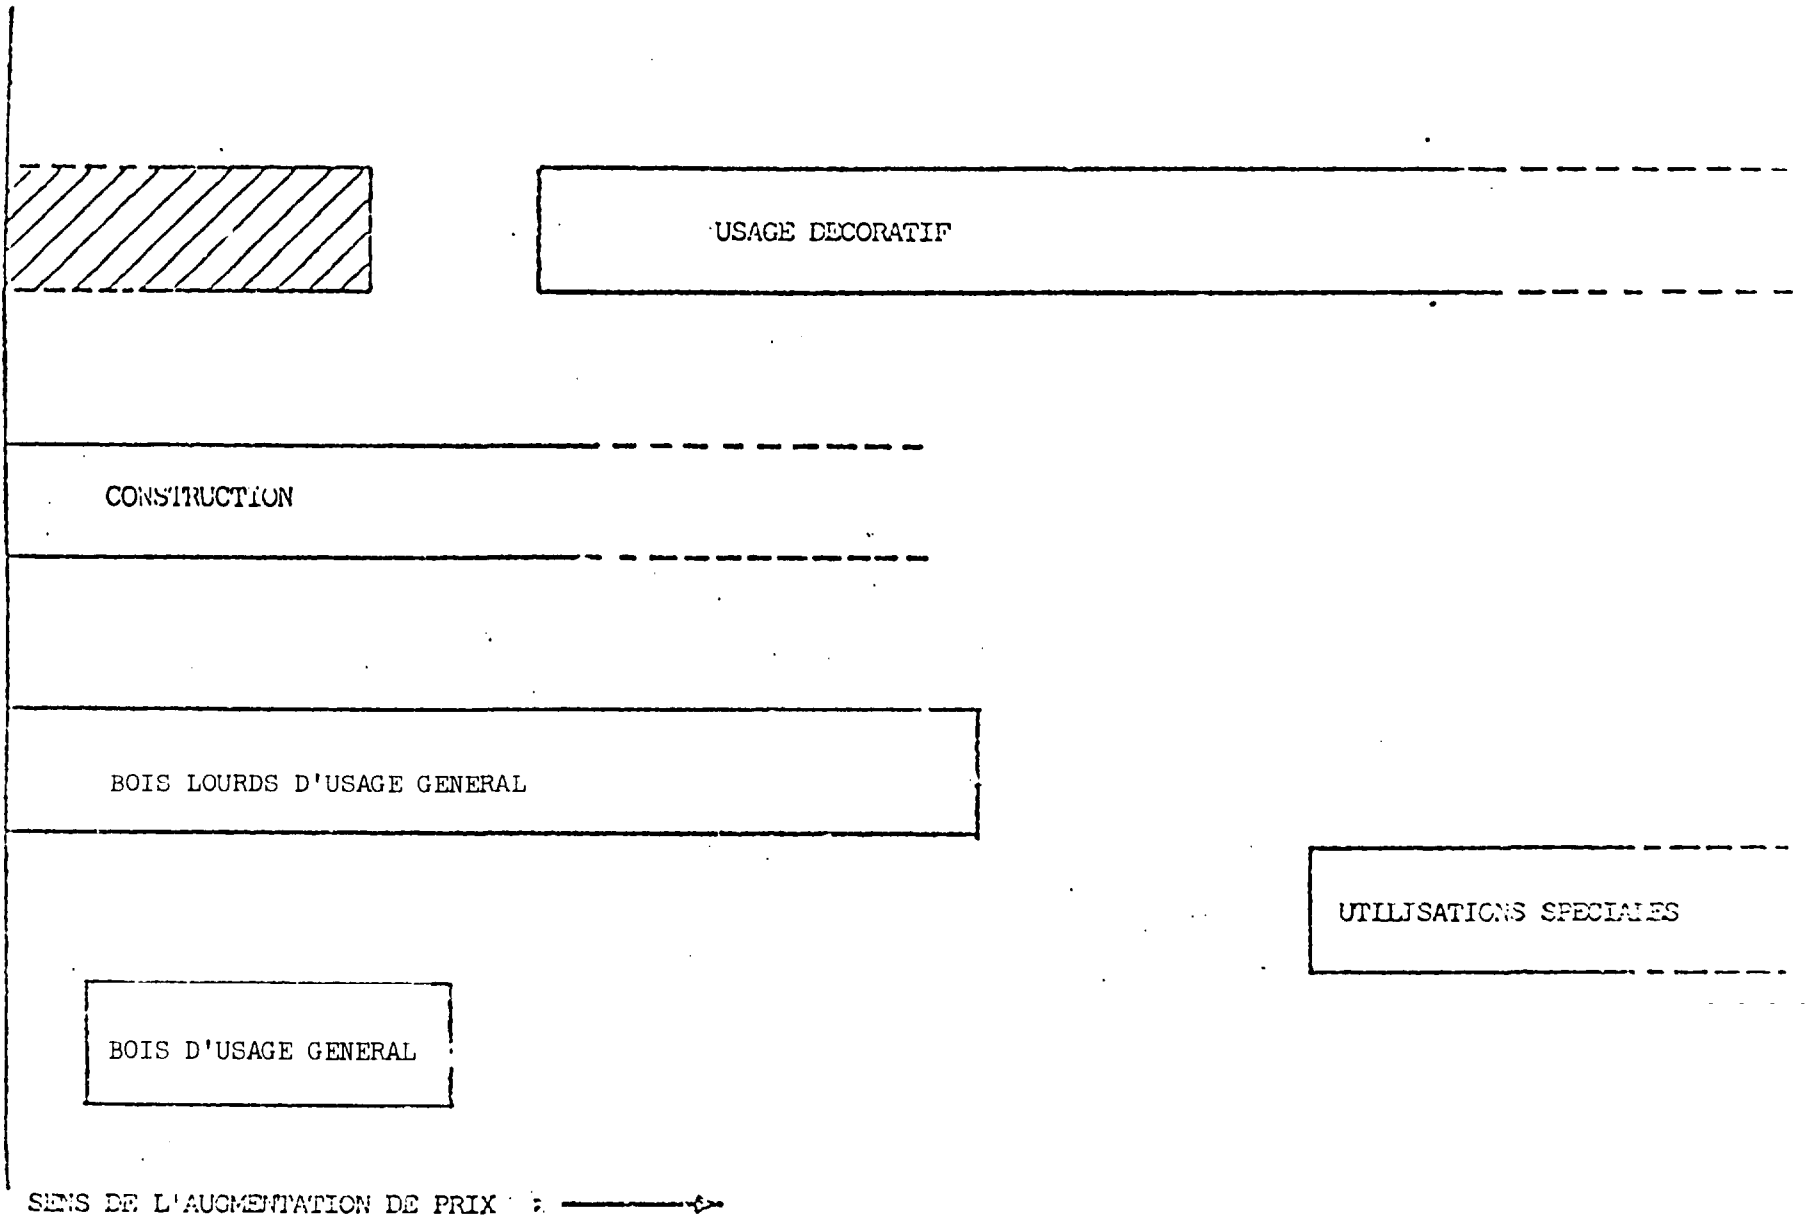 USAGE DECORATIF
CONSTRUCTION
BOIS LOURDS D'USAGE GENERAL
UTILISATIONS SPECIALES
BOIS D'USAGE GENERAL
SENS DE L'AUGMENTATION DE PRIX :